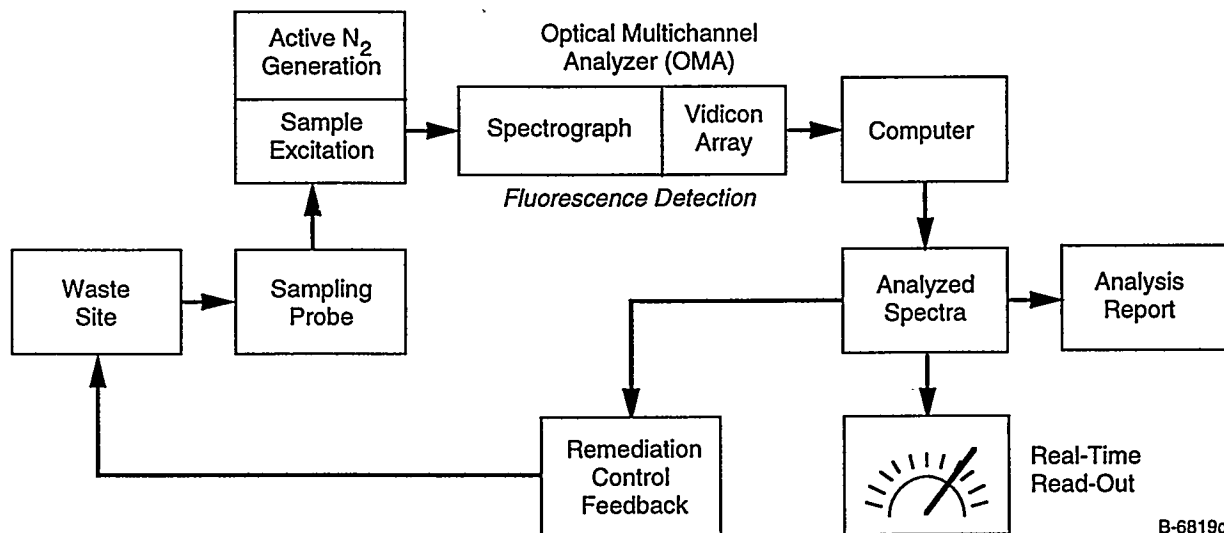 Active N2
Generation
Sample
Excitation
Optical Multichannel
Analyzer (OMA)
Spectrograph
Vidicon
Array
Fluorescence Detection
Computer
Waste
Site
Sampling
Probe
Analyzed
Spectra
Analysis
Report
Remediation
Control
Feedback
Real-Time
Read-Out
B-6819c